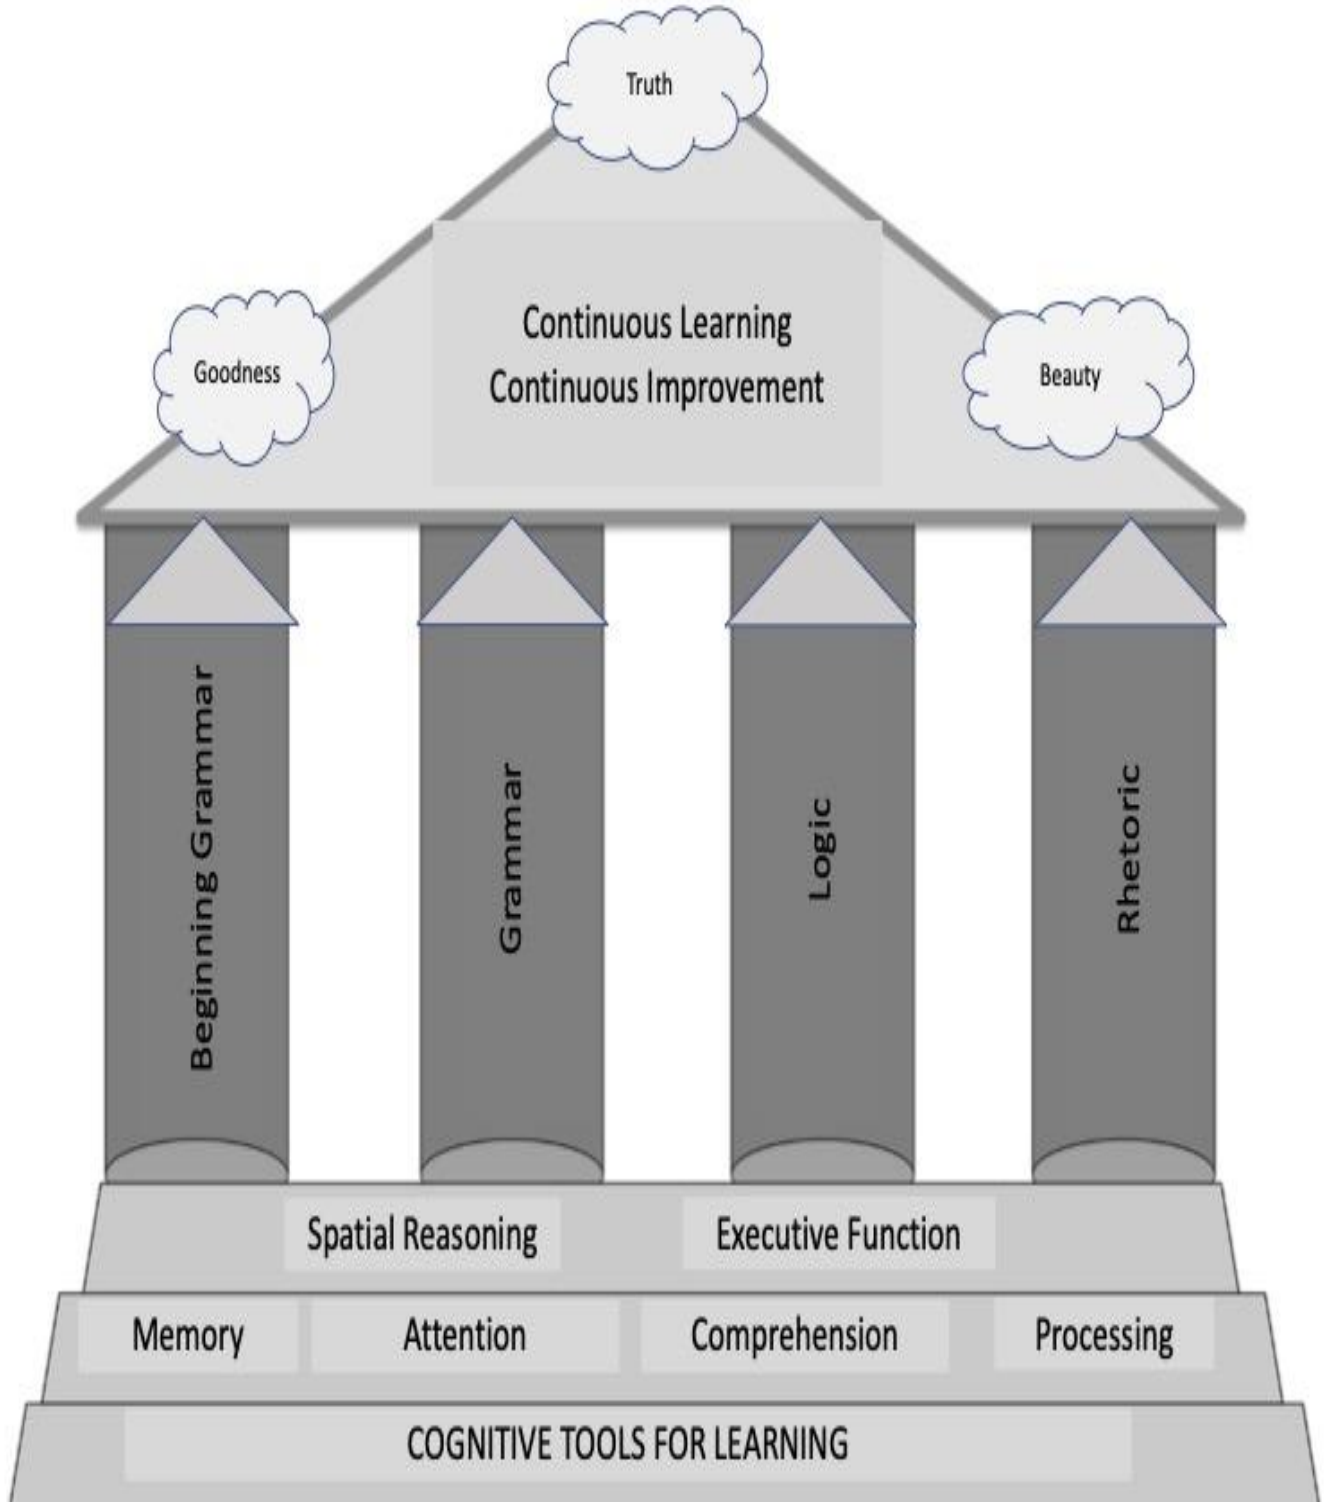 Truth
Continuous Learning
Continuous Improvement
Goodness
Beauty
Beginning Grammar
Grammar
Logic
Rhetoric
Spatial Reasoning
Executive Function
Memory
Attention
Comprehension
Processing
COGNITIVE TOOLS FOR LEARNING